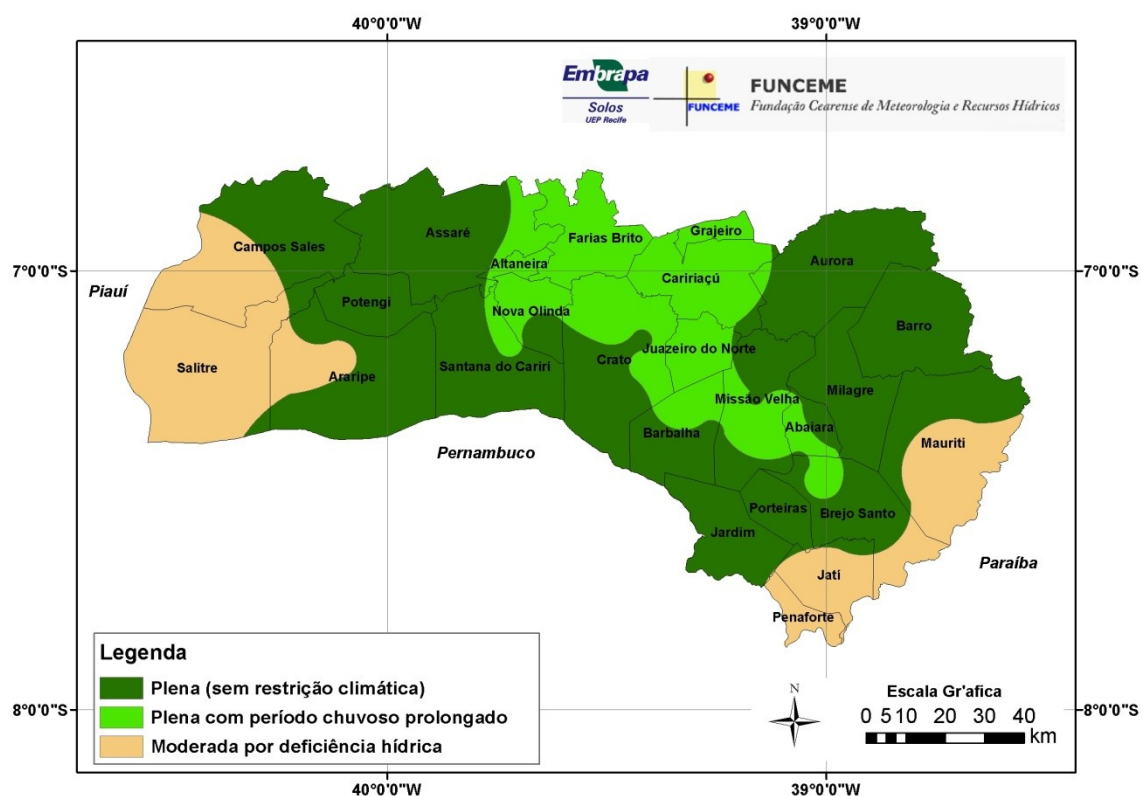 40°0'0"W
39°0'0"W
Embrapa
Solos
UEP Recife
FUNCEME
FUNCEME
Fundação Cearense de Meteorologia e Recursos Hídricos
7°0'0"S
7°0'0"S
Piauí
Campos Sales
Assaré
Altaneira
Farias Brito
Grajeiro
Caririaçú
Aurora
Potengi
Nova Olinda
Barro
Salitre
Araripe
Santana do Cariri
Crato
Juazeiro do Norte
Milagre
Missão Velha
Abaiara
Barbalha
Mauriti
Pernambuco
Porteiras
Brejo Santo
Jardim
Jatí
Paraíba
Penaforte
Legenda
Plena (sem restrição climática)
Plena com período chuvoso prolongado
Moderada por deficiência hídrica
N
Escala Gr'afica
0 5 10 20 30 40
km
8°0'0"S
8°0'0"S
40°0'0"W
39°0'0"W